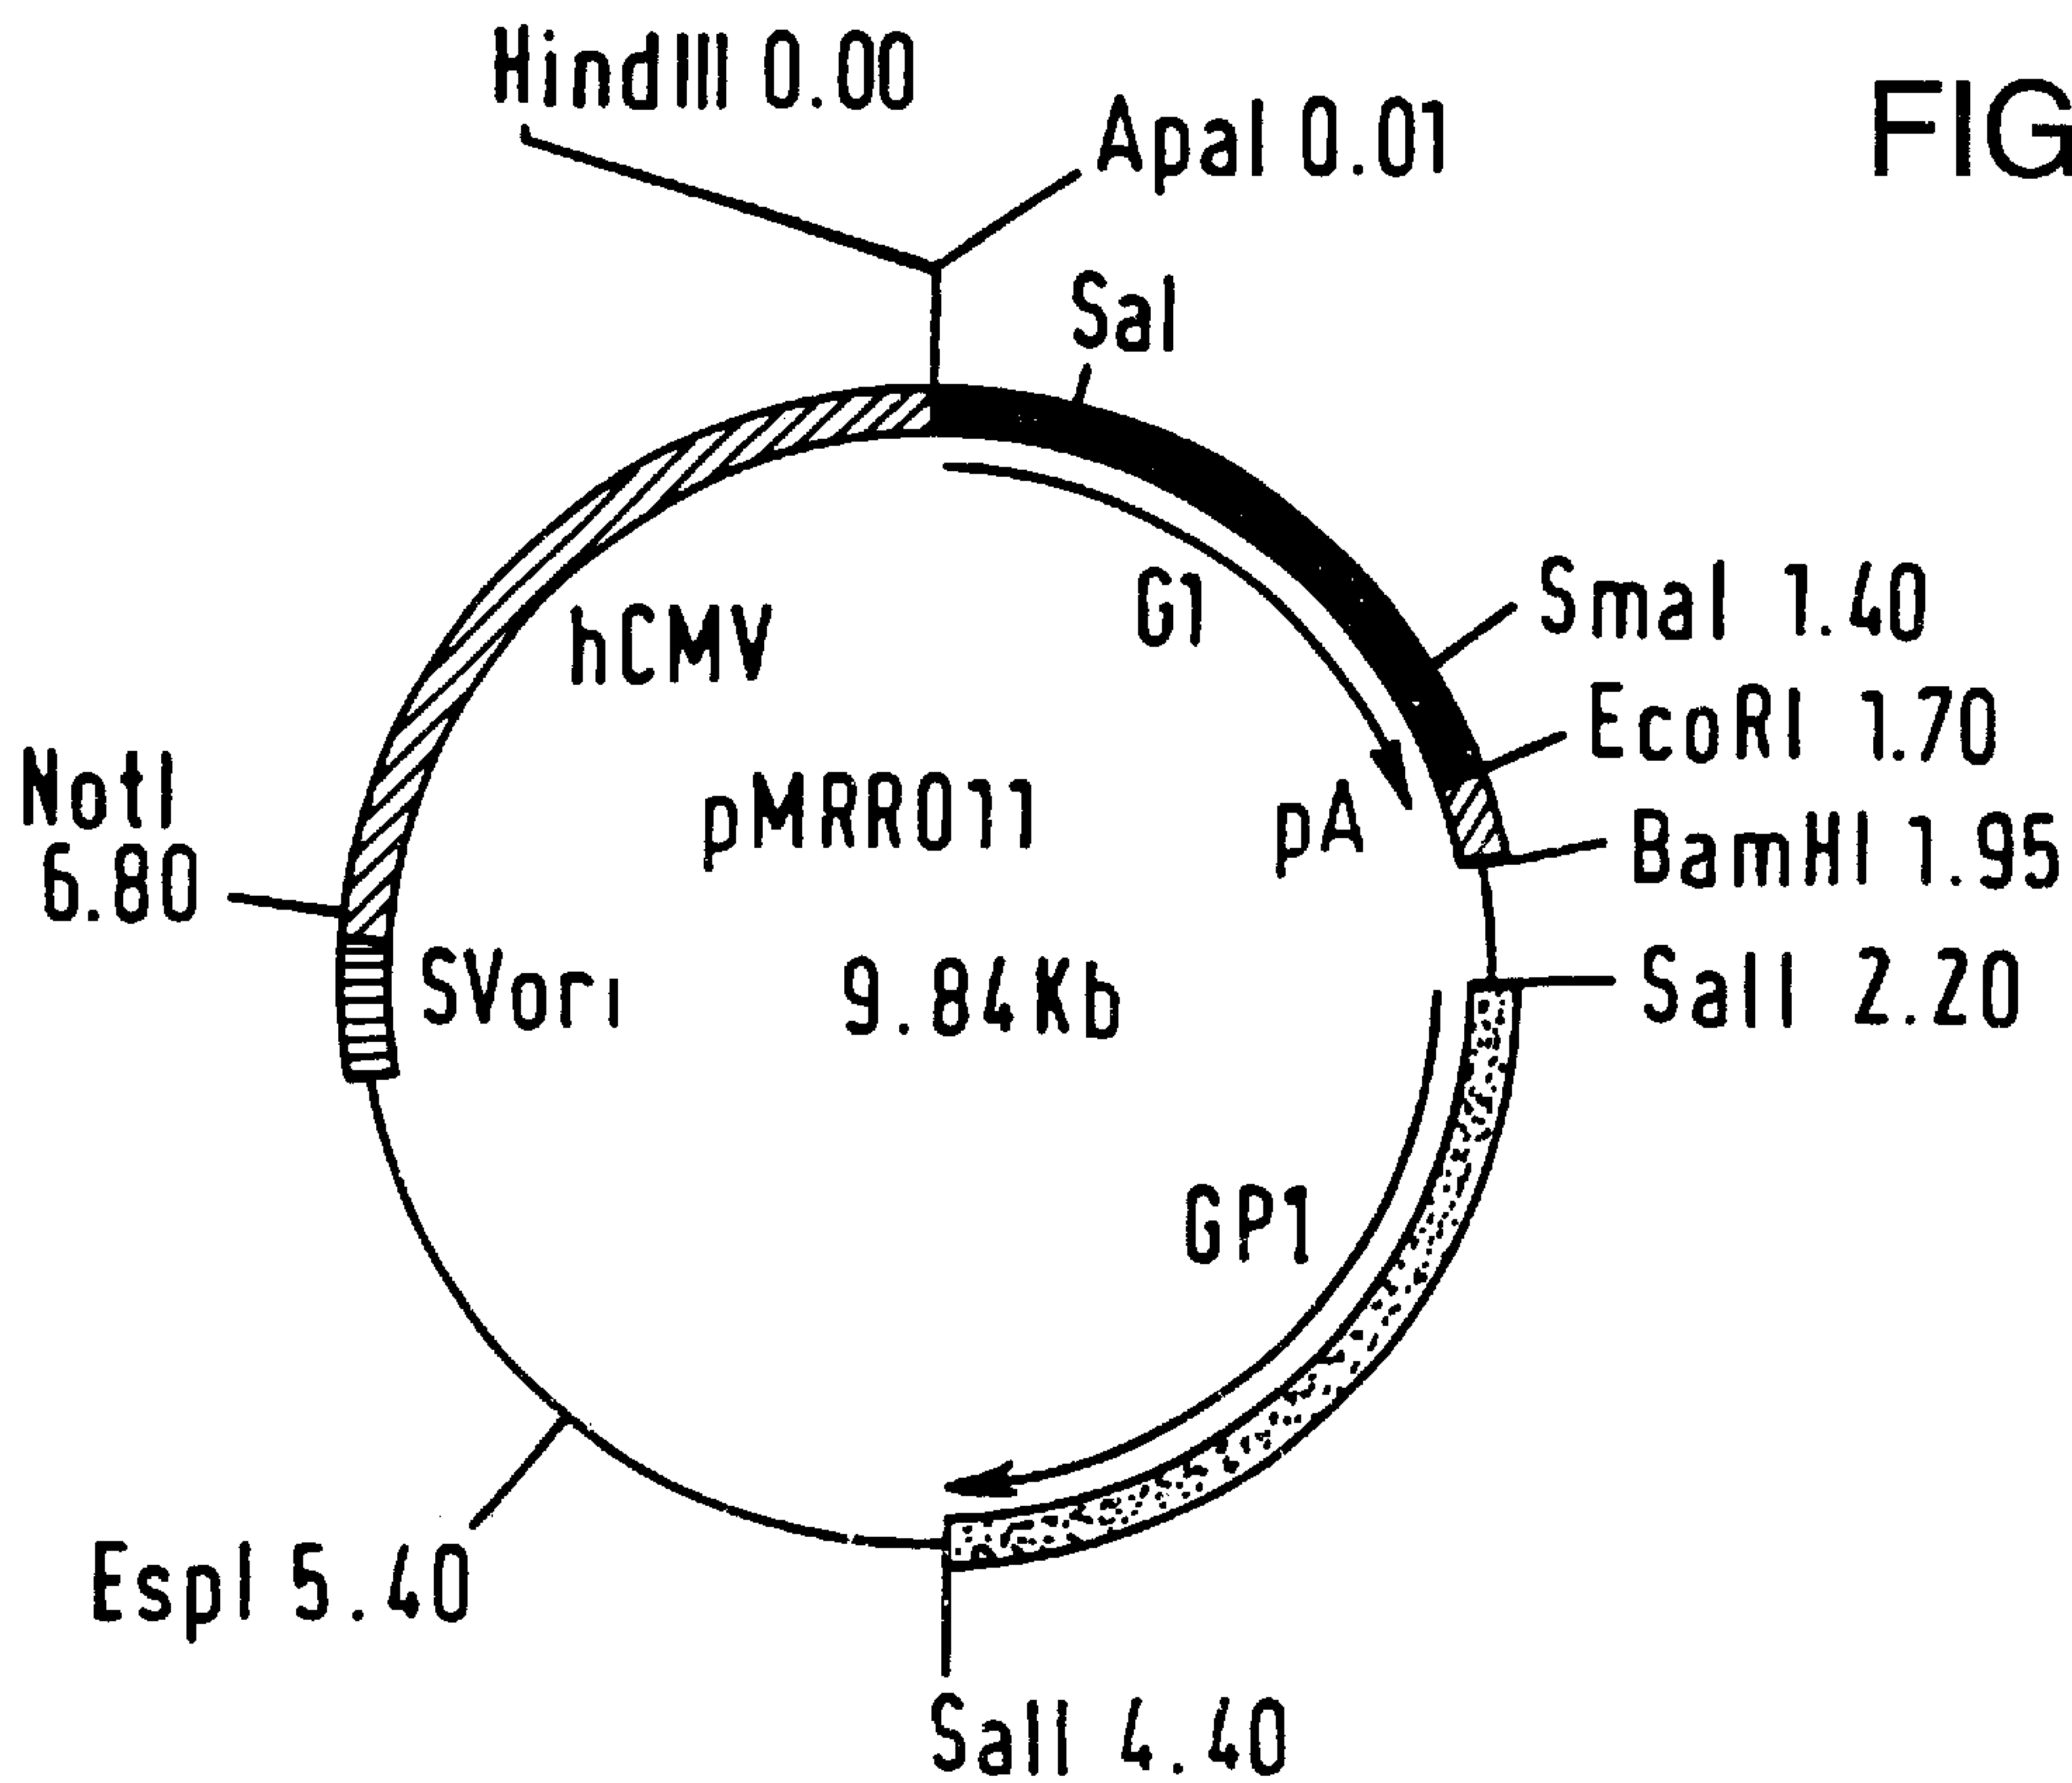 HindIII 0.00
FIG
ApaI 0.01
Sal
SmaI 1.40
G1
hCMV
EcoRI 1.70
NotI
6.80
pMRR011
pA
BamHI 1.95
SVori
9.84Kb
SalI 2.20
GP1
EspI 5.40
SalI 4.40